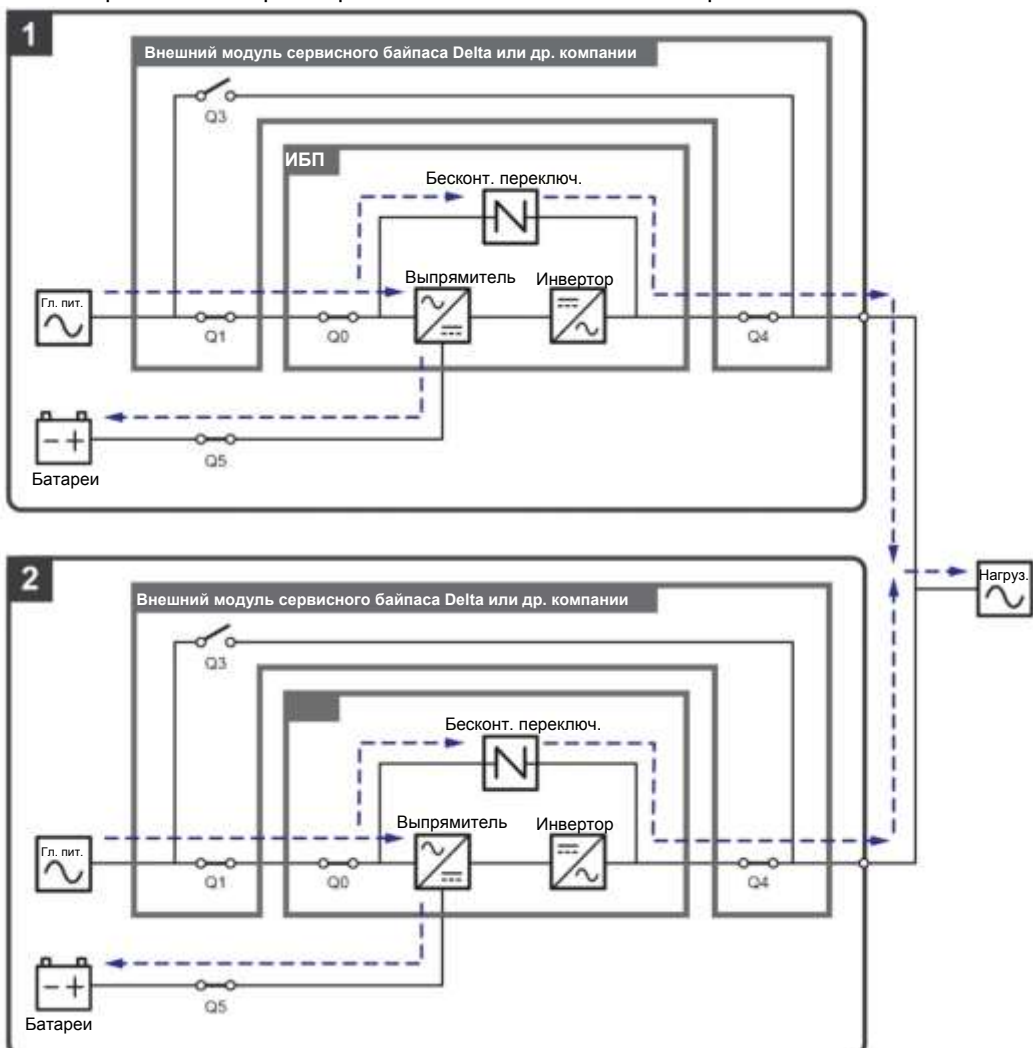 1
Внешний модуль сервисного байпаса Delta или др. компании
Q3
ИБП
Бесконт. переключ.
Выпрямитель
Инвертор
Гл. пит.
Q1
Q0
Q4
Q5
Батареи
2
Нагруз.
Внешний модуль сервисного байпаса Delta или др. компании
Q3
Бесконт. переключ.
Выпрямитель
Инвертор
Гл. пит.
Q1
Q0
Q4
Q5
Батареи